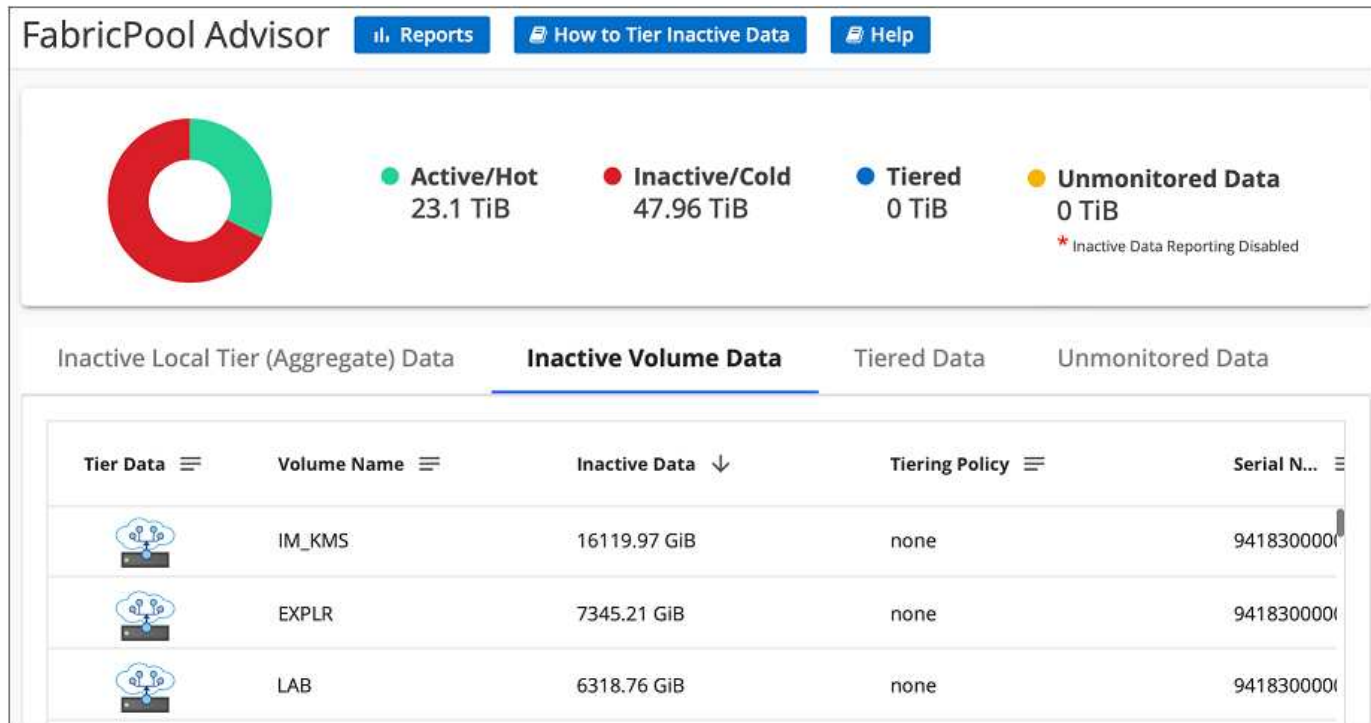 FabricPool Advisor Reports How to Tier Inactive Data Help
Active/Hot Inactive/Cold Tiered Unmonitored Data
23.1 TiB 47.96 TiB 0 TiB 0 TiB
* Inactive Data Reporting Disabled
Inactive Local Tier (Aggregate) Data Inactive Volume Data Tiered Data Unmonitored Data
Tier Data Volume Name Inactive Data Tiering Policy Serial N...
IM_KMS 16119.97 GiB none 9418300000
EXPLR 7345.21 GiB none 9418300000
LAB 6318.76 GiB none 9418300000